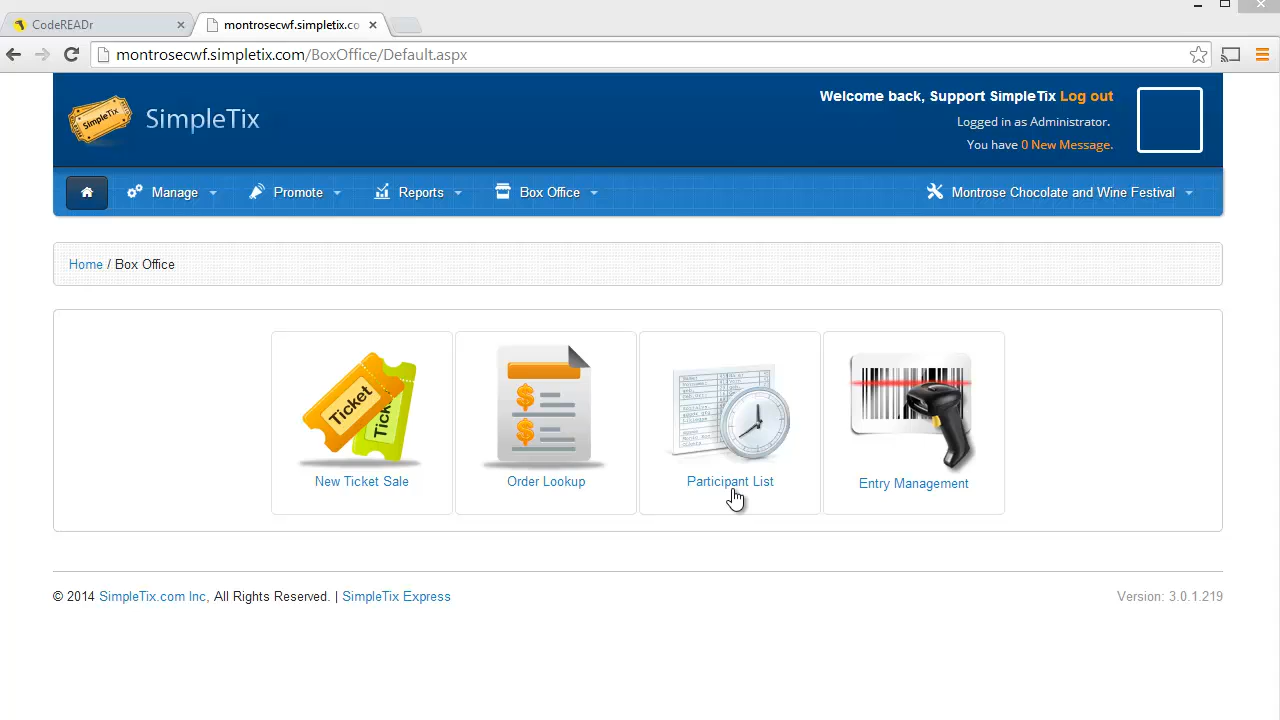 CodeREADr
montrosecwf.simpletix.co
montrosecwf.simpletix.com/BoxOffice/Default.aspx
SimpleTix
SimpleTix
Welcome back, Support SimpleTix Log out
Logged in as Administrator.
You have 0 New Message.
Manage
Promote
Reports
Box Office
Montrose Chocolate and Wine Festival
Home / Box Office
Ticket
New Ticket Sale
Order Lookup
Participant List
Entry Management
© 2014 SimpleTix.com Inc, All Rights Reserved. | SimpleTix Express
Version: 3.0.1.219